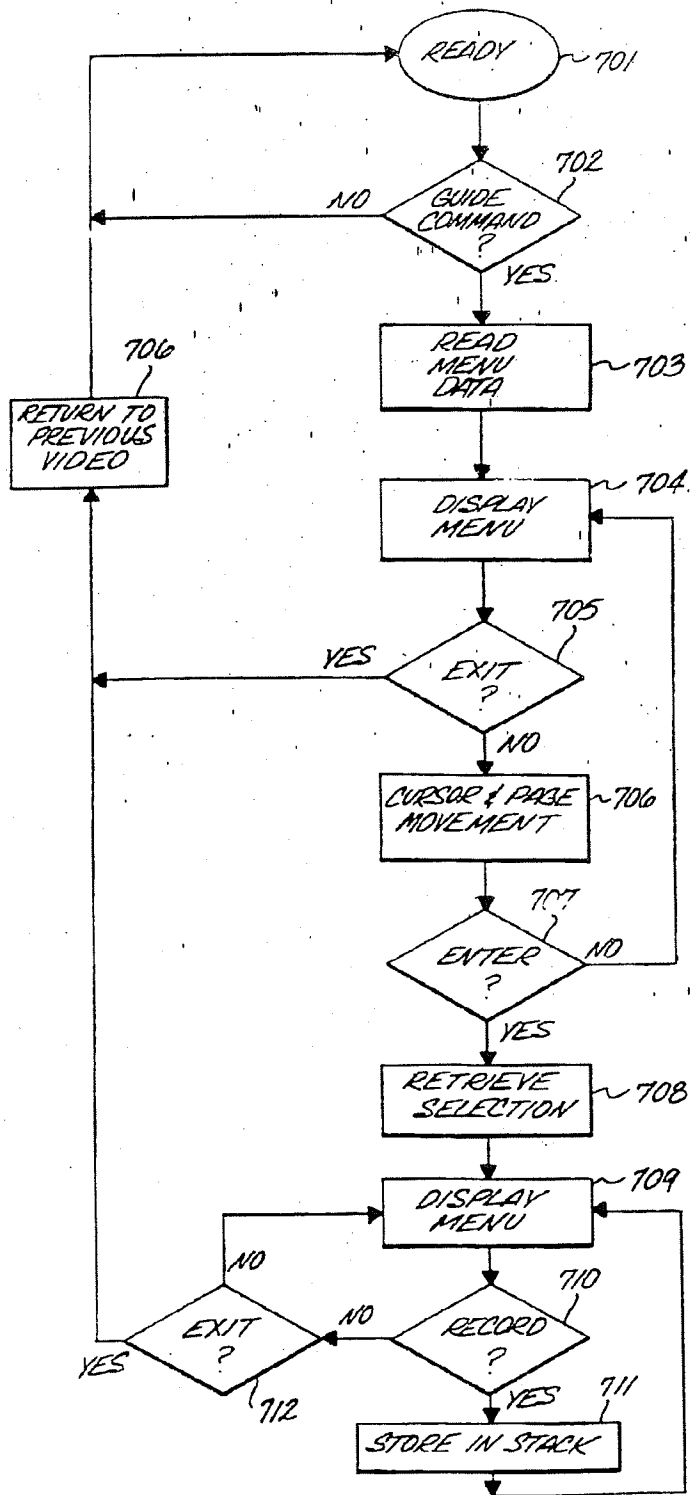 READY
701
702
GUIDE
COMMAND
?
NO
YES
READ
MENU
DATA
703
706
RETURN TO
PREVIOUS
VIDEO
704
DISPLAY
MENU
705
EXIT
?
YES
NO
CURSOR & PAGE
MOVEMENT
706
707
ENTER
?
NO
YES
RETRIEVE
SELECTION
708
709
DISPLAY
MENU
710
RECORD
?
NO
YES
EXIT
?
NO
YES
712
711
STORE IN STACK